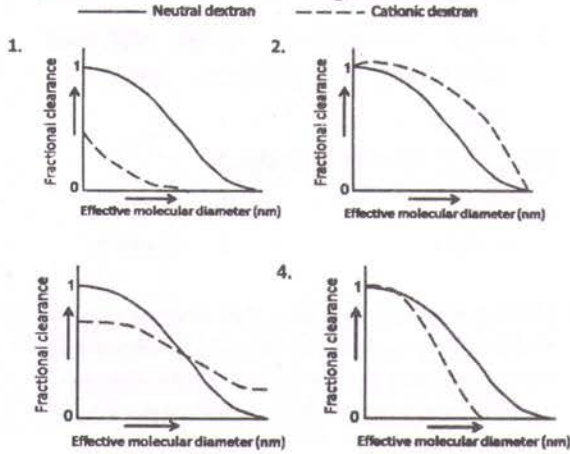 Neutral dextran Cationic dextran
1. 2.
Fractional clearance
1
0
Effective molecular diameter (nm)
Fractional clearance
1
0
Effective molecular diameter (nm)
4.
Fractional clearance
1
0
Effective molecular diameter (nm)
Fractional clearance
1
0
Effective molecular diameter (nm)